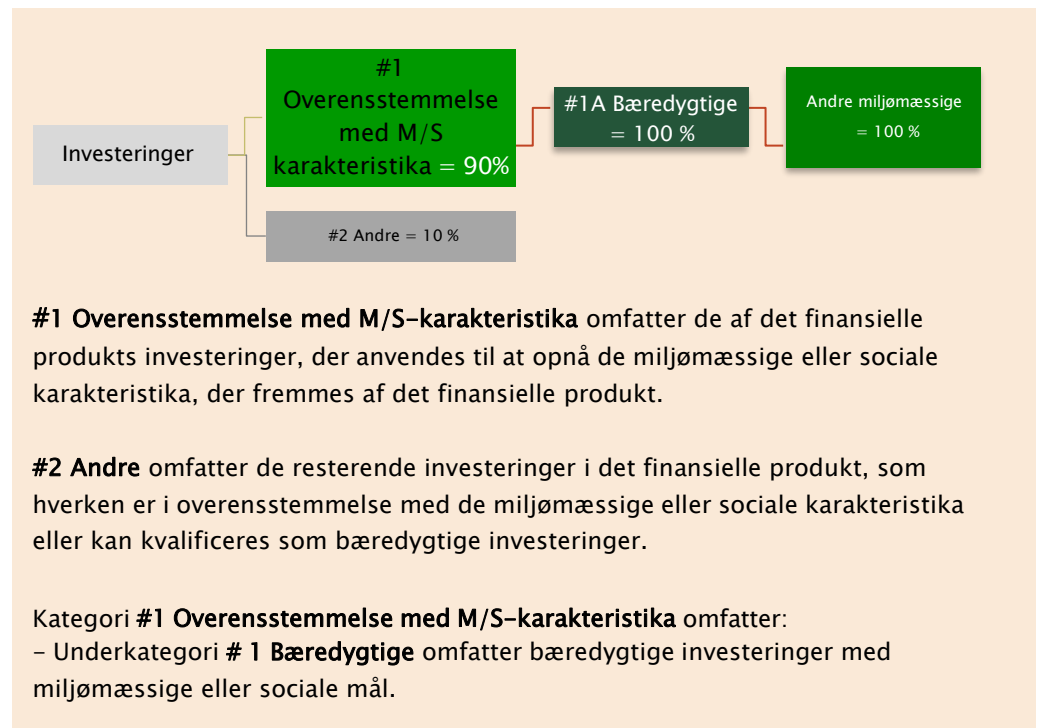 Investeringer
#1
Overensstemmelse
med M/S
karakteristika = 90%
#2 Andre = 10 %
#1A Bæredygtige
= 100 %
Andre miljømæssige
= 100 %
#1 Overensstemmelse med M/S-karakteristika omfatter de af det finansielle
produkts investeringer, der anvendes til at opnå de miljømæssige eller sociale
karakteristika, der fremmes af det finansielle produkt.
#2 Andre omfatter de resterende investeringer i det finansielle produkt, som
hverken er i overensstemmelse med de miljømæssige eller sociale karakteristika
eller kan kvalificeres som bæredygtige investeringer.
Kategori #1 Overensstemmelse med M/S-karakteristika omfatter:
- Underkategori # 1 Bæredygtige omfatter bæredygtige investeringer med
miljømæssige eller sociale mål.